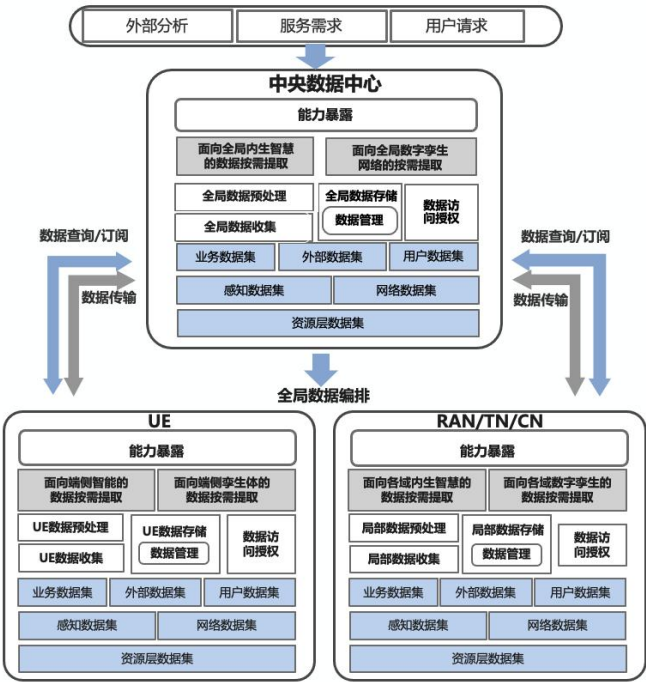 外部分析
服务需求
用户请求
中央数据中心
能力暴露
面向全局内生智慧
的数据按需提取
面向全局数字孪生
网络的按需提取
全局数据预处理
全局数据收集
全局数据存储
数据管理
数据访
问授权
业务数据集
外部数据集
用户数据集
感知数据集
网络数据集
资源层数据集
数据查询/订阅
数据传输
数据查询/订阅
数据传输
全局数据编排
UE
能力暴露
面向端侧智能的
数据按需提取
面向端侧孪生体的
数据按需提取
UE数据预处理
UE数据收集
UE数据存储
数据管理
数据访
问授权
业务数据集
外部数据集
用户数据集
感知数据集
网络数据集
资源层数据集
RAN/TN/CN
能力暴露
面向各域内生智慧的
数据按需提取
面向各域数字孪生的
数据按需提取
局部数据预处理
局部数据收集
局部数据存储
数据管理
数据访
问授权
业务数据集
外部数据集
用户数据集
感知数据集
网络数据集
资源层数据集